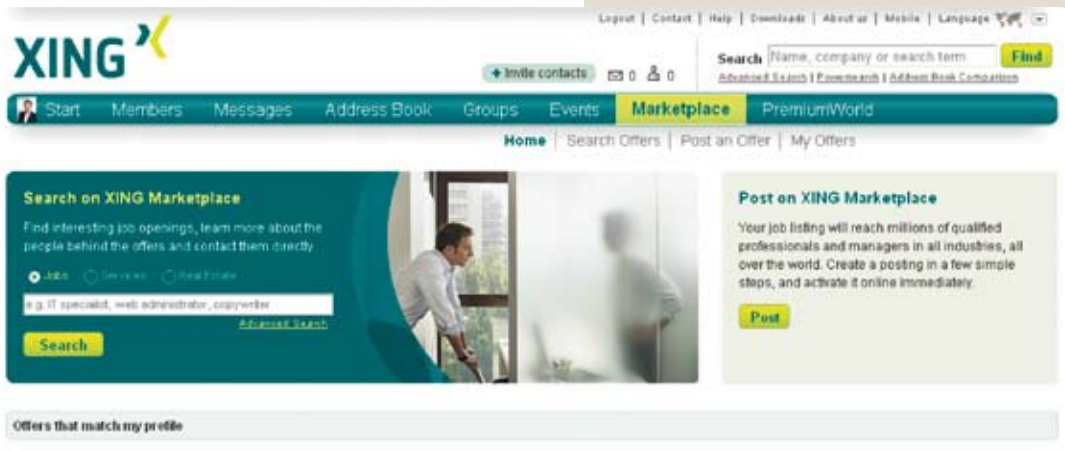 Logout | Contact | Help | Downloads | About us | Mobile | Language
XING
+ Invite contacts 0 0
Search Name, company or search term Find
Advanced Search | Powersearch | Address Book Comparison
Start Members Messages Address Book Groups Events Marketplace PremiumWorld
Home | Search Offers | Post an Offer | My Offers
Search on XING Marketplace
Find interesting job openings, learn more about the
people behind the offers and contact them directly.
Jobs Services Real Estate
e.g. IT specialist, web administrator, copywriter
Advanced Search
Search
Post on XING Marketplace
Your job listing will reach millions of qualified
professionals and managers in all industries, all
over the world. Create a posting in a few simple
steps, and activate it online immediately.
Post
Offers that match my profile